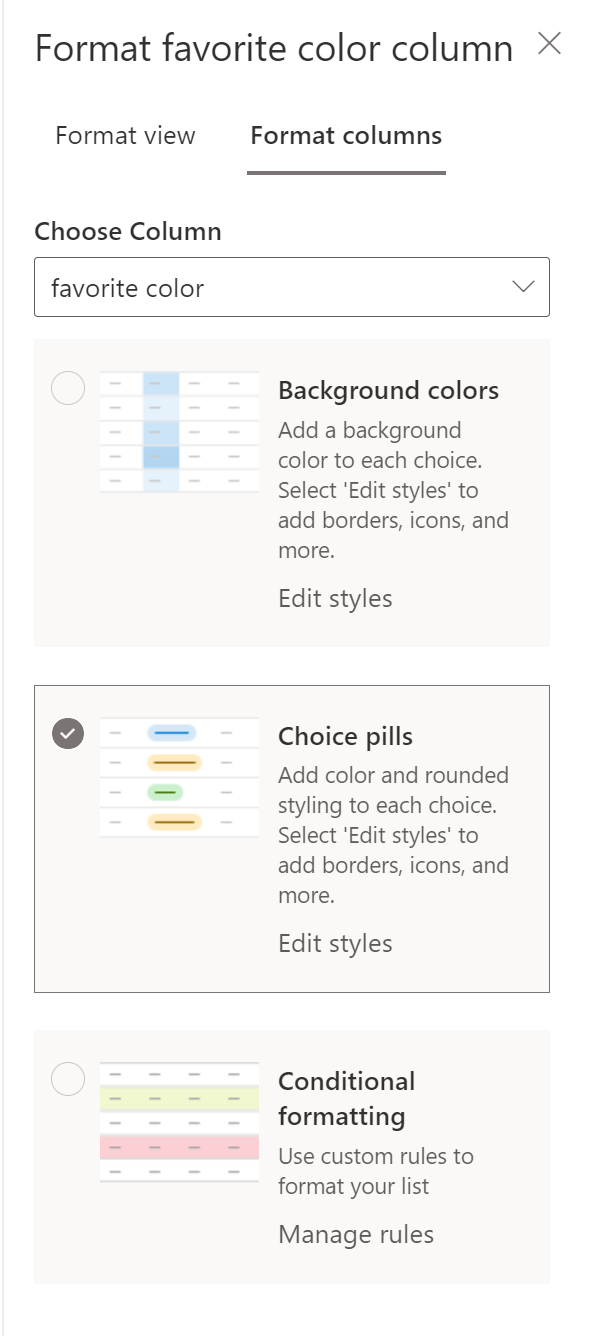 Format favorite color column
Format view
Format columns
Choose Column
favorite color
Background colors
Add a background
color to each choice.
Select 'Edit styles' to
add borders, icons, and
more.
Edit styles
Choice pills
Add color and rounded
styling to each choice.
Select 'Edit styles' to
add borders, icons, and
more.
Edit styles
Conditional
formatting
Use custom rules to
format your list
Manage rules